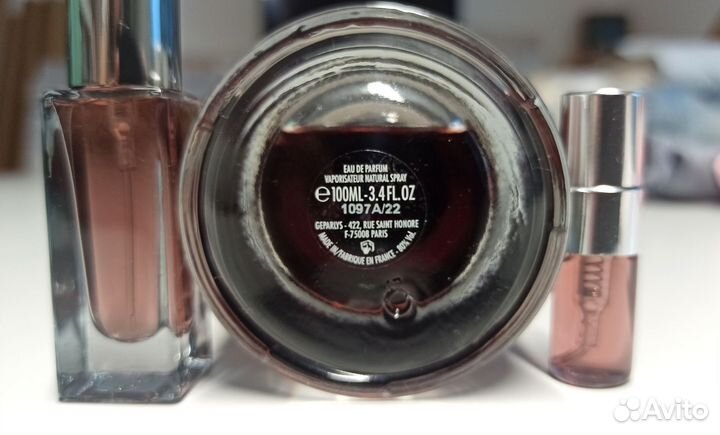 EAU DE PARFUM
VAPORISATEUR NATURAL SPRAY
e 100ML-3.4 FL.OZ
1097A/22
GEPARLYS - 422, RUE SAINT HONORE
F-75008 PARIS
MADE IN/FABRIQUE EN FRANCE - 80% Vol.
Avito